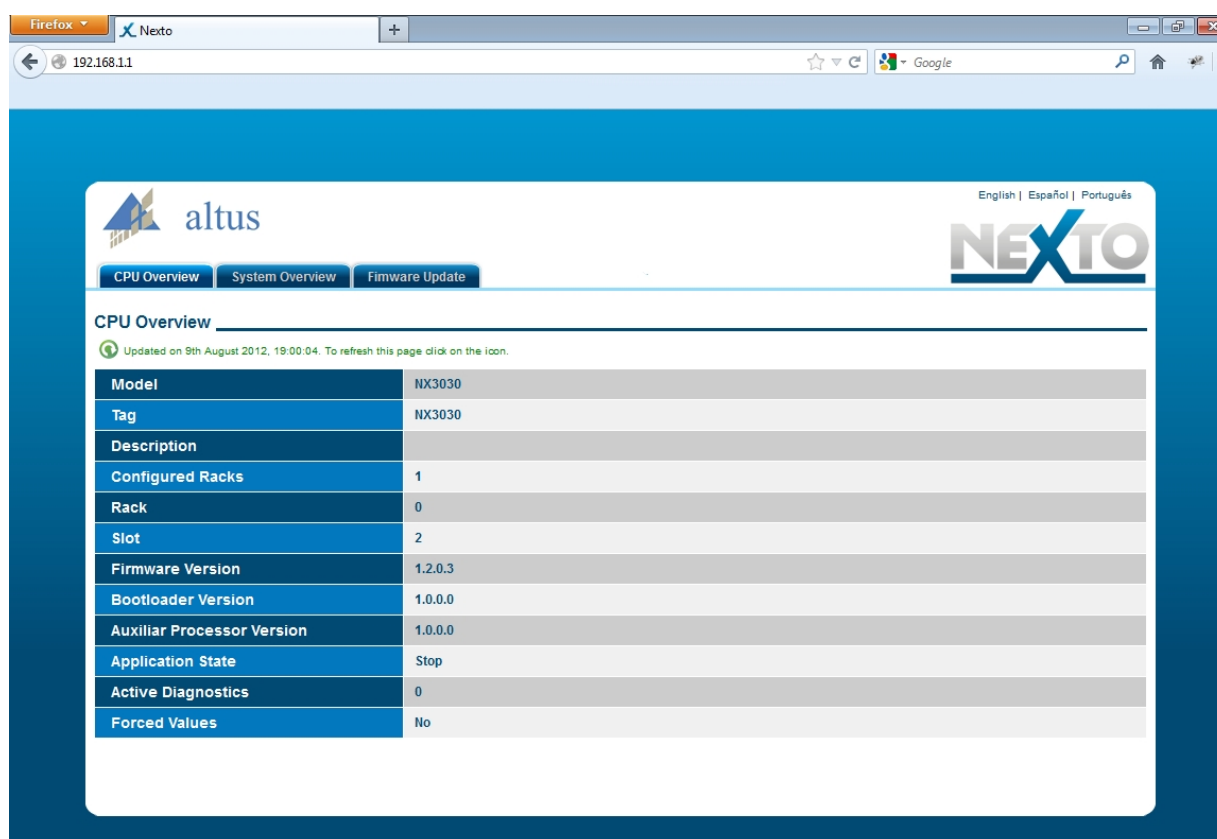 Firefox
Nexto
192.168.1.1
Google
English | Español | Português
altus
NEXTO
CPU Overview System Overview Fimware Update
CPU Overview
Updated on 9th August 2012, 19:00:04. To refresh this page click on the icon.
Model NX3030
Tag NX3030
Description
Configured Racks 1
Rack 0
Slot 2
Firmware Version 1.2.0.3
Bootloader Version 1.0.0.0
Auxiliar Processor Version 1.0.0.0
Application State Stop
Active Diagnostics 0
Forced Values No